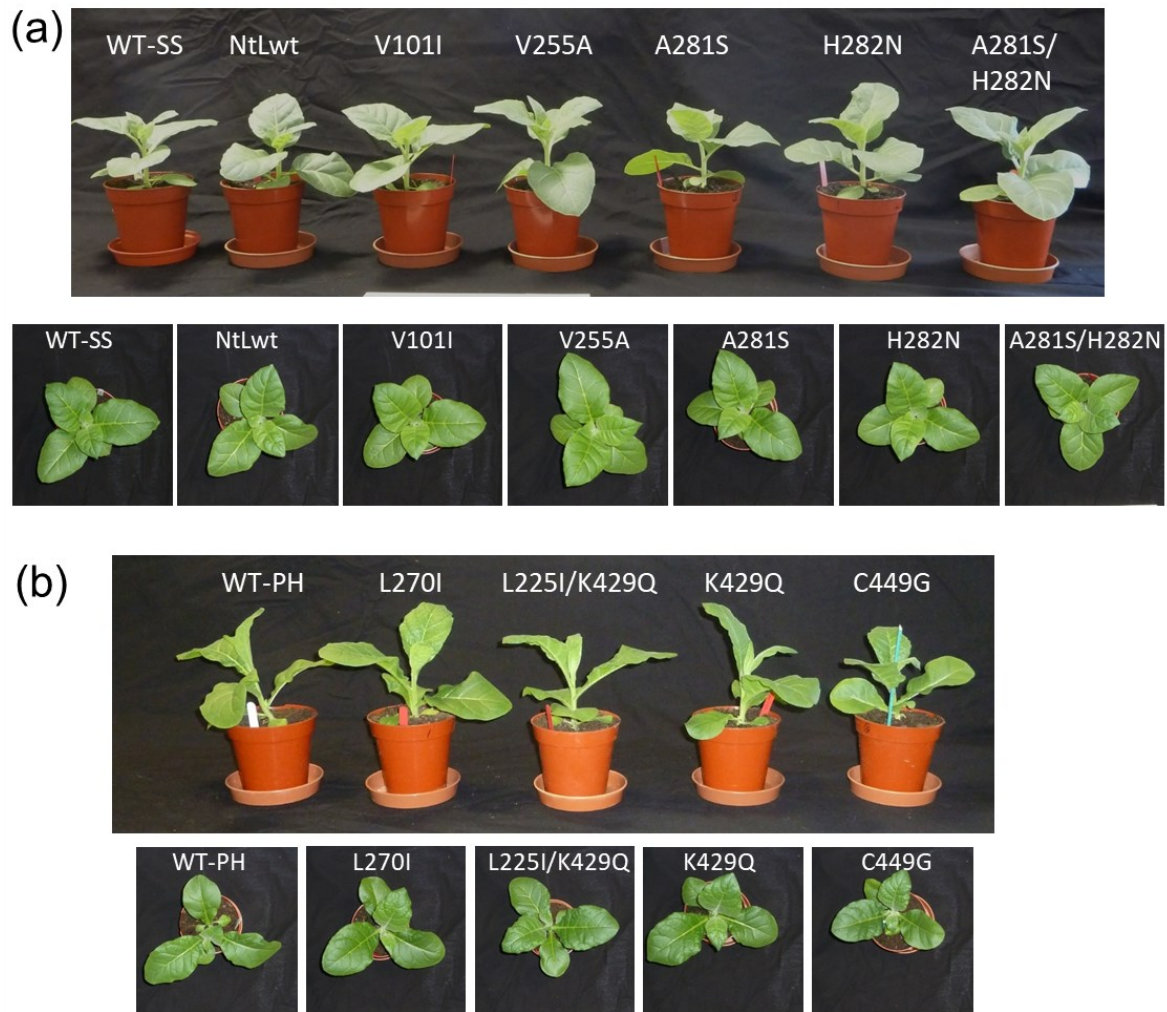 (a)
WT-SS NtLwt V101I V255A A281S H282N A281S/
H282N
WT-SS NtLwt V101I V255A A281S H282N A281S/H282N
(b)
WT-PH L270I L225I/K429Q K429Q C449G
WT-PH L270I L225I/K429Q K429Q C449G